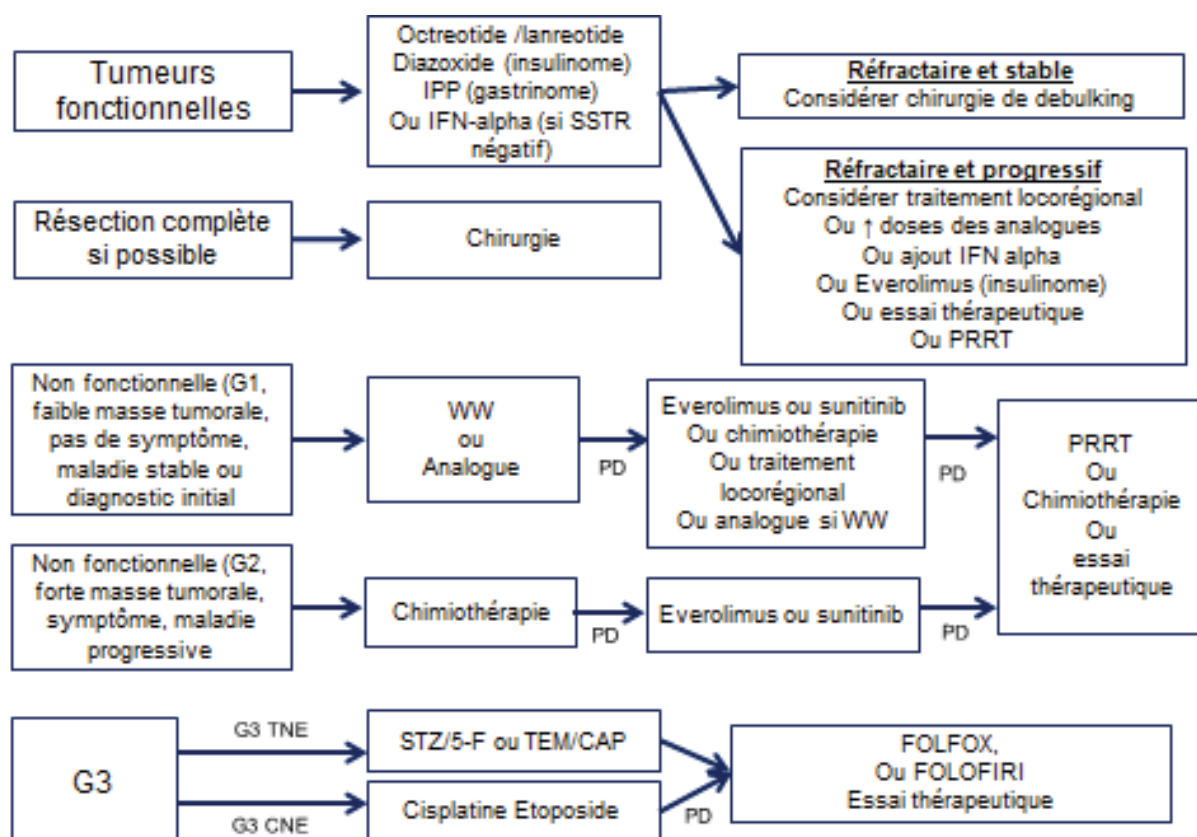 Tumeurs
fonctionnelles
Octreotide /lanreotide
Diazoxide (insulinome)
IPP (gastrinome)
Ou IFN-alpha (si SSTR
négatif)
Réfractaire et stable
Considérer chirurgie de debulking
Réfractaire et progressif
Considérer traitement locorégional
Ou ↑ doses des analogues
Ou ajout IFN alpha
Ou Everolimus (insulinome)
Ou essai thérapeutique
Ou PRRT
Résection complète
si possible
Chirurgie
Non fonctionnelle (G1,
faible masse tumorale,
pas de symptôme,
maladie stable ou
diagnostic initial
WW
ou
Analogue
PD
Everolimus ou sunitinib
Ou chimiothérapie
Ou traitement
locorégional
Ou analogue si WW
PD
PRRT
Ou
Chimiothérapie
Ou
essai
thérapeutique
Non fonctionnelle (G2,
forte masse tumorale,
symptôme, maladie
progressive
Chimiothérapie
PD
Everolimus ou sunitinib
PD
G3
G3 TNE
STZ/5-F ou TEM/CAP
G3 CNE
Cisplatine Etoposide
PD
FOLFOX,
Ou FOLOFIRI
Essai thérapeutique